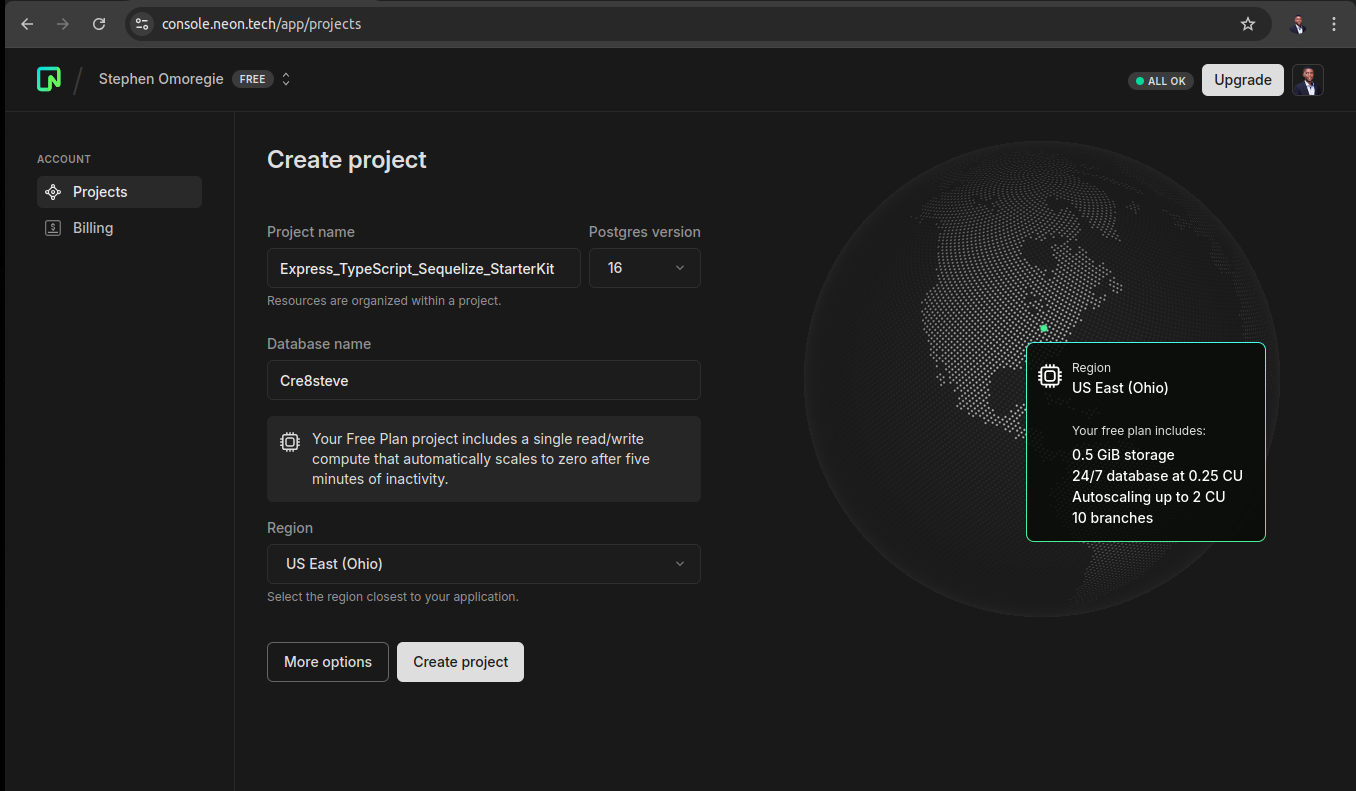 console.neon.tech/app/projects
Stephen Omoregie FREE
ALL OK
Upgrade
ACCOUNT
Projects
Billing
Create project
Project name
Postgres version
Express_TypeScript_Sequelize_StarterKit
16
Resources are organized within a project.
Database name
Cre8steve
Your Free Plan project includes a single read/write
compute that automatically scales to zero after five
minutes of inactivity.
Region
US East (Ohio)
Select the region closest to your application.
More options
Create project
Region
US East (Ohio)
Your free plan includes:
0.5 GiB storage
24/7 database at 0.25 CU
Autoscaling up to 2 CU
10 branches